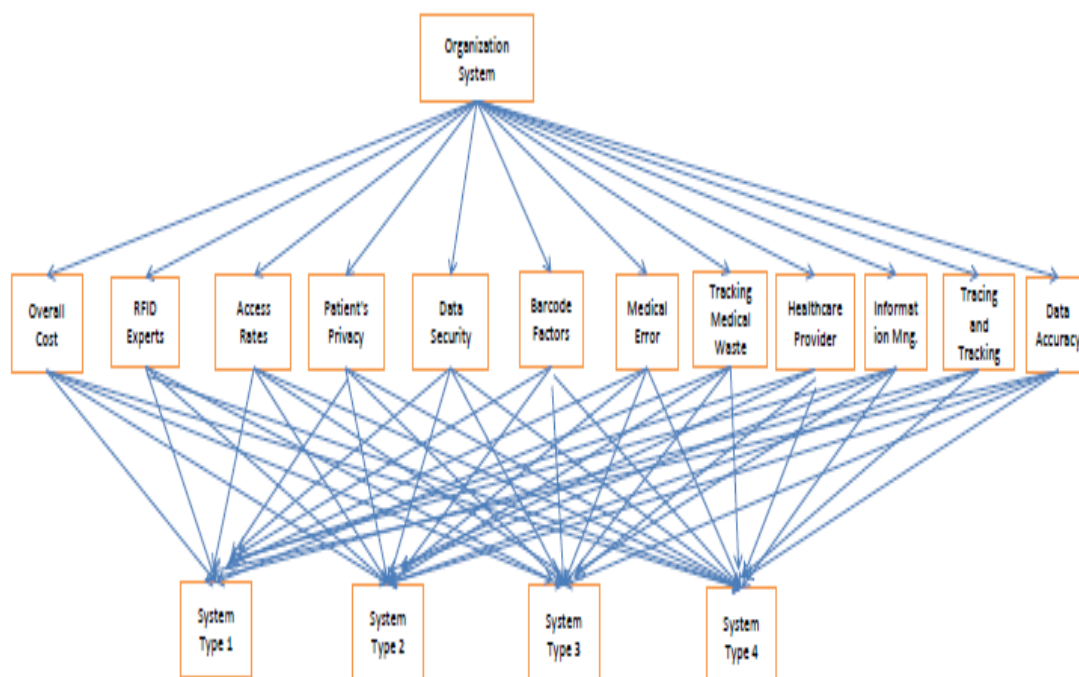 Organization
System
Overall
Cost
RFID
Experts
Access
Rates
Patient's
Privacy
Data
Security
Barcode
Factors
Medical
Error
Tracking
Medical
Waste
Healthcare
Provider
Informat
ion Mng.
Tracing
and
Tracking
Data
Accuracy
System
Type 1
System
Type 2
System
Type 3
System
Type 4